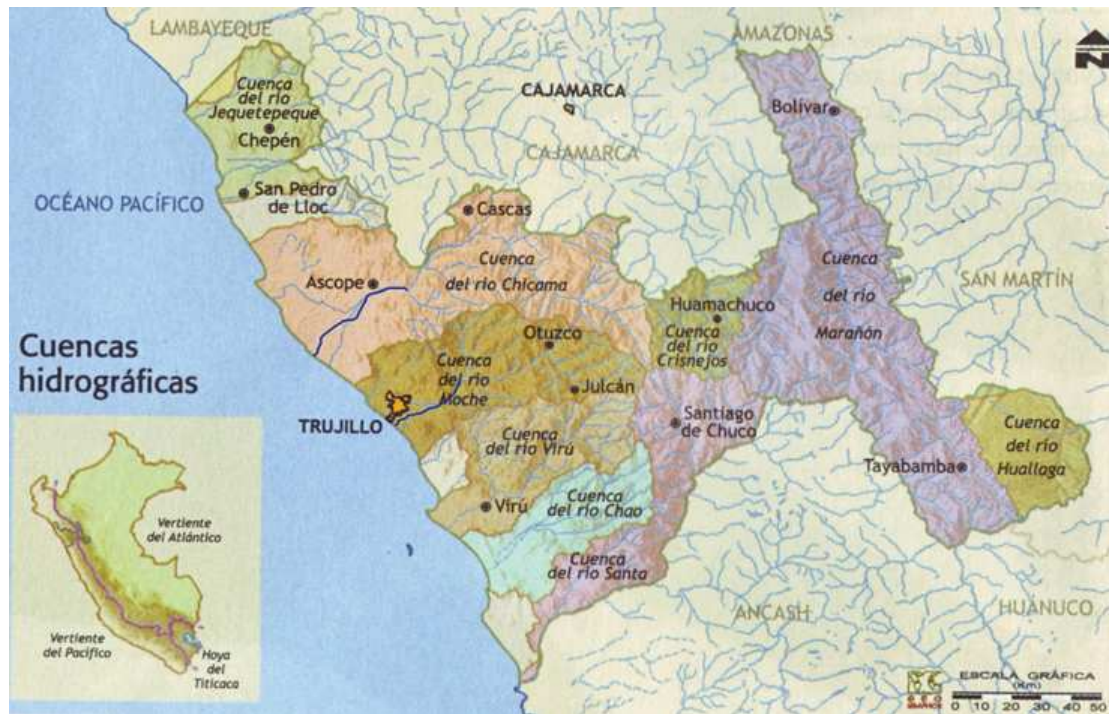 LAMBAYEQUE
AMAZONAS
N
Cuenca
del río
Jequetepeque
Chepén
CAJAMARCA
Bolívar
CAJAMARCA
OCÉANO PACÍFICO
San Pedro
de Lloc
Cascas
Cuenca
del río Chicama
Ascope
Cuenca
del río
Marañón
SAN MARTÍN
Huamachuco
Cuenca
del río
Crisnejos
Otuzco
Cuencas
hidrográficas
Cuenca
del río
Moche
Julcán
TRUJILLO
Santiago
de Chuco
Cuenca
del río Virú
Cuenca
del río
Huallaga
Tayabamba
Virú
Cuenca
del río Chao
Cuenca
del río Santa
ANCASH
HUÁNUCO
Vertiente
del Atlántico
Vertiente
del Pacífico
Hoya
del
Titicaca
ESCALA GRÁFICA
(Km)
0 10 20 30 40 50